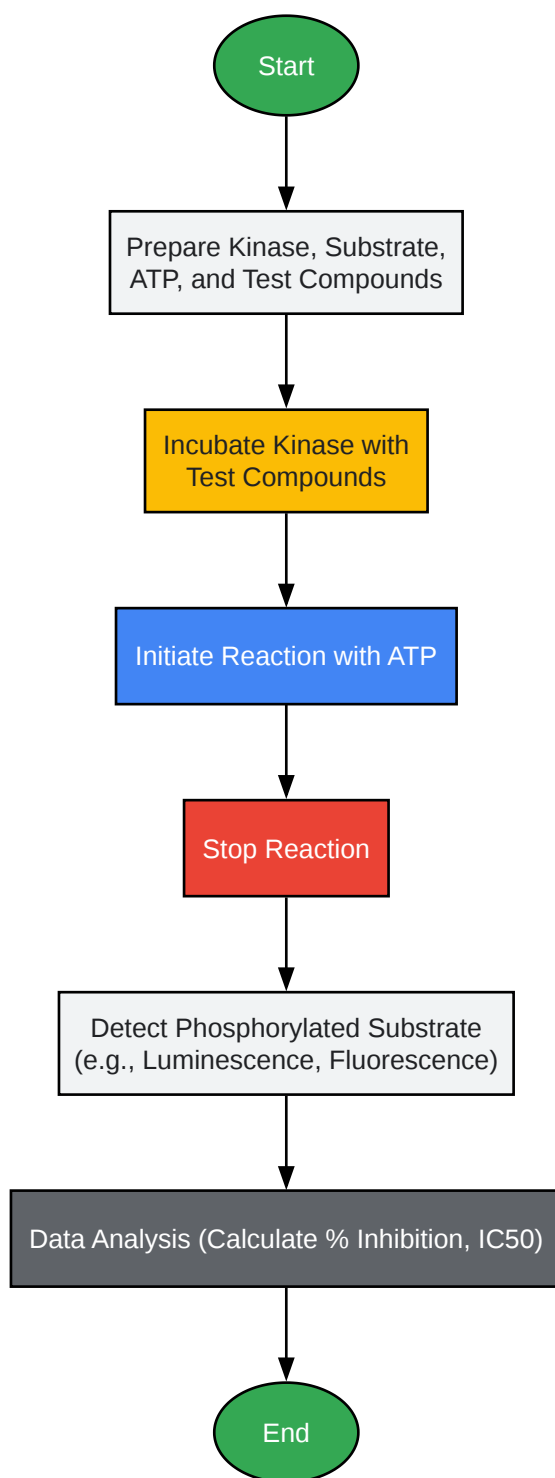 Start
Prepare Kinase, Substrate,
ATP, and Test Compounds
Incubate Kinase with
Test Compounds
Initiate Reaction with ATP
Stop Reaction
Detect Phosphorylated Substrate
(e.g., Luminescence, Fluorescence)
Data Analysis (Calculate % Inhibition, IC50)
End